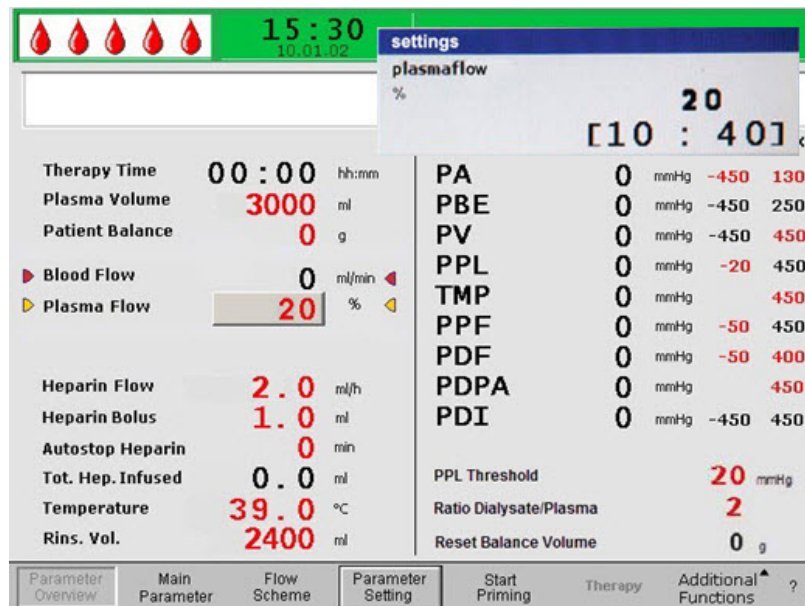 15:30
10.01.02
settings
plasmaflow
%
20
[10 : 40]
Therapy Time 00:00 hh:mm
Plasma Volume 3000 ml
Patient Balance 0 g
Blood Flow 0 ml/min
Plasma Flow 20 %
Heparin Flow 2.0 ml/h
Heparin Bolus 1.0 ml
Autostop Heparin 0 min
Tot. Hep. Infused 0.0 ml
Temperature 39.0 °C
Rins. Vol. 2400 ml
PA 0 mmHg -450 130
PBE 0 mmHg -450 250
PV 0 mmHg -450 450
PPL 0 mmHg -20 450
TMP 0 mmHg 450
PPF 0 mmHg -50 450
PDF 0 mmHg -50 400
PDPA 0 mmHg 450
PDI 0 mmHg -450 450
PPL Threshold 20 mmHg
Ratio Dialysate/Plasma 2
Reset Balance Volume 0 g
Parameter Overview
Main Parameter
Flow Scheme
Parameter Setting
Start Priming
Therapy
Additional Functions
?